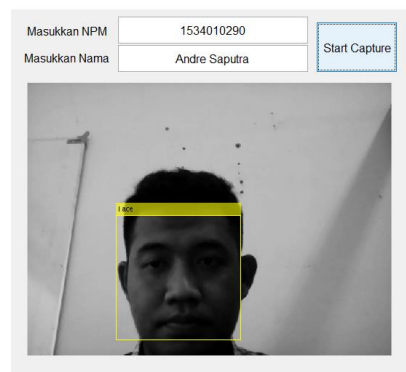 Masukkan NPM 1534010290
Start Capture
Masukkan Nama Andre Saputra
Face